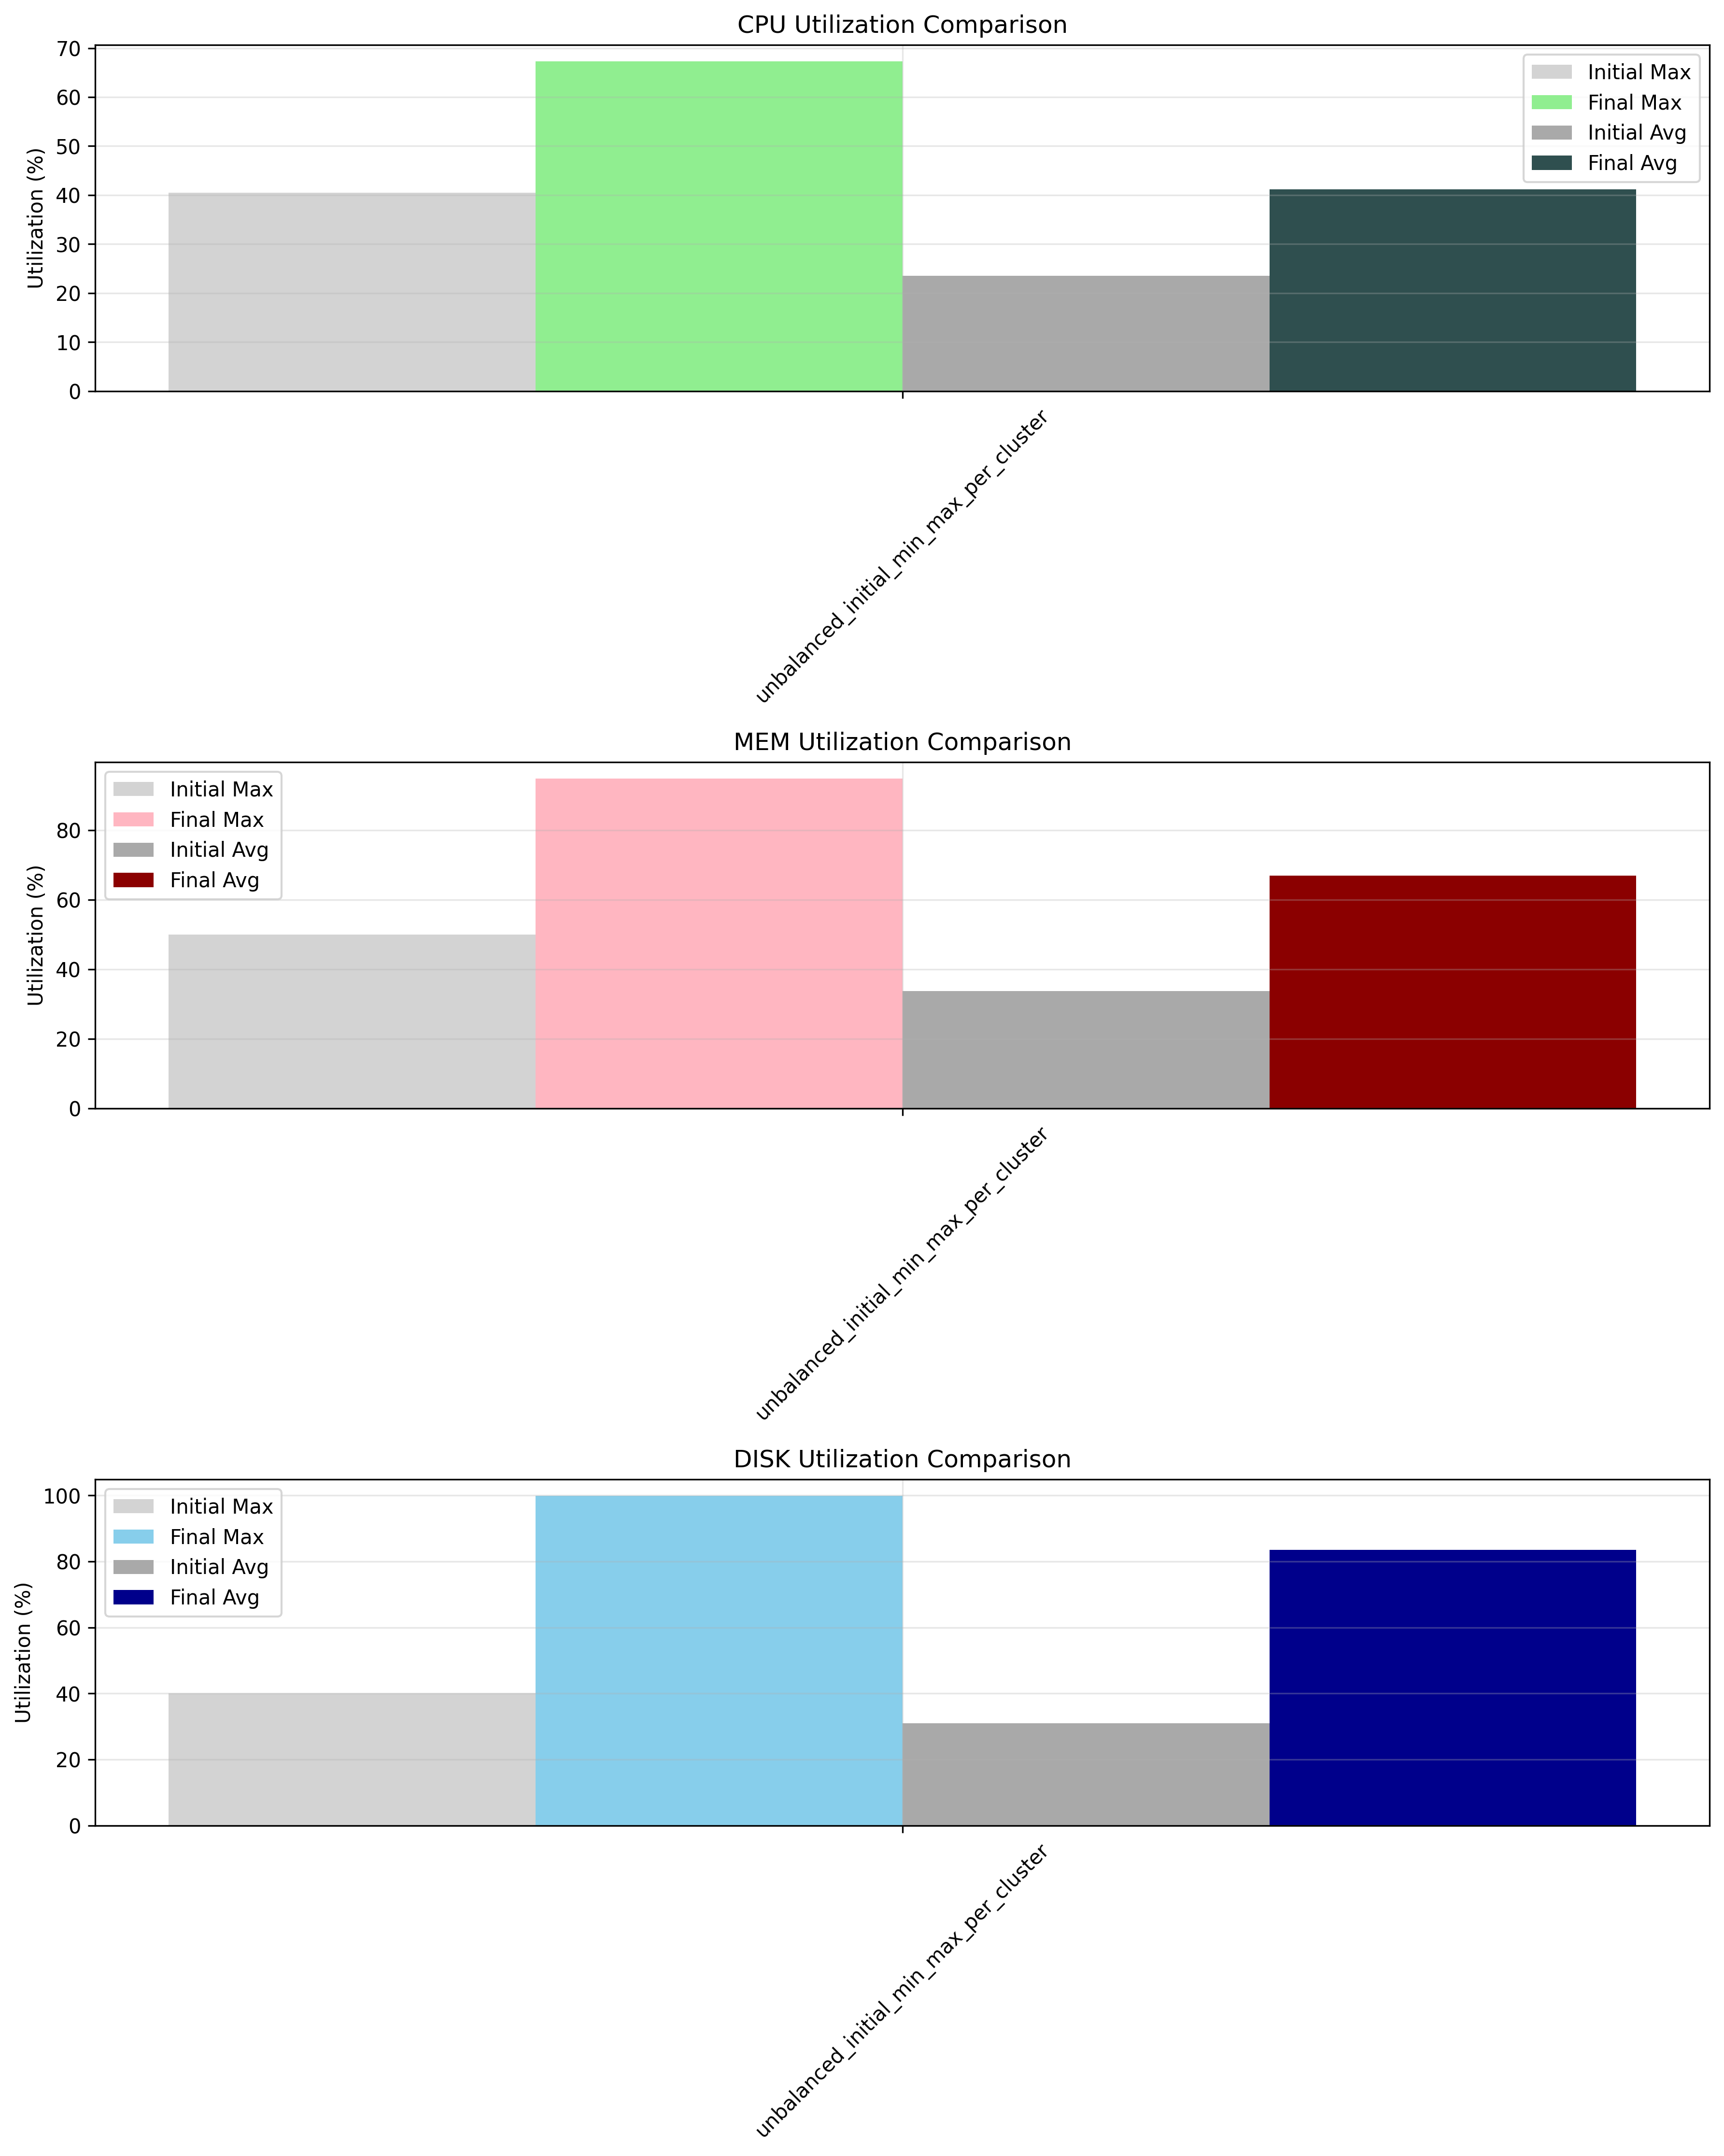 CPU Utilization Comparison
70
60
50
40
30
20
10
0
Utilization (%)
Initial Max
Final Max
Initial Avg
Final Avg
unbalanced_initial_min_max_per_cluster
MEM Utilization Comparison
80
60
40
20
0
Utilization (%)
Initial Max
Final Max
Initial Avg
Final Avg
unbalanced_initial_min_max_per_cluster
DISK Utilization Comparison
100
80
60
40
20
0
Utilization (%)
Initial Max
Final Max
Initial Avg
Final Avg
unbalanced_initial_min_max_per_cluster